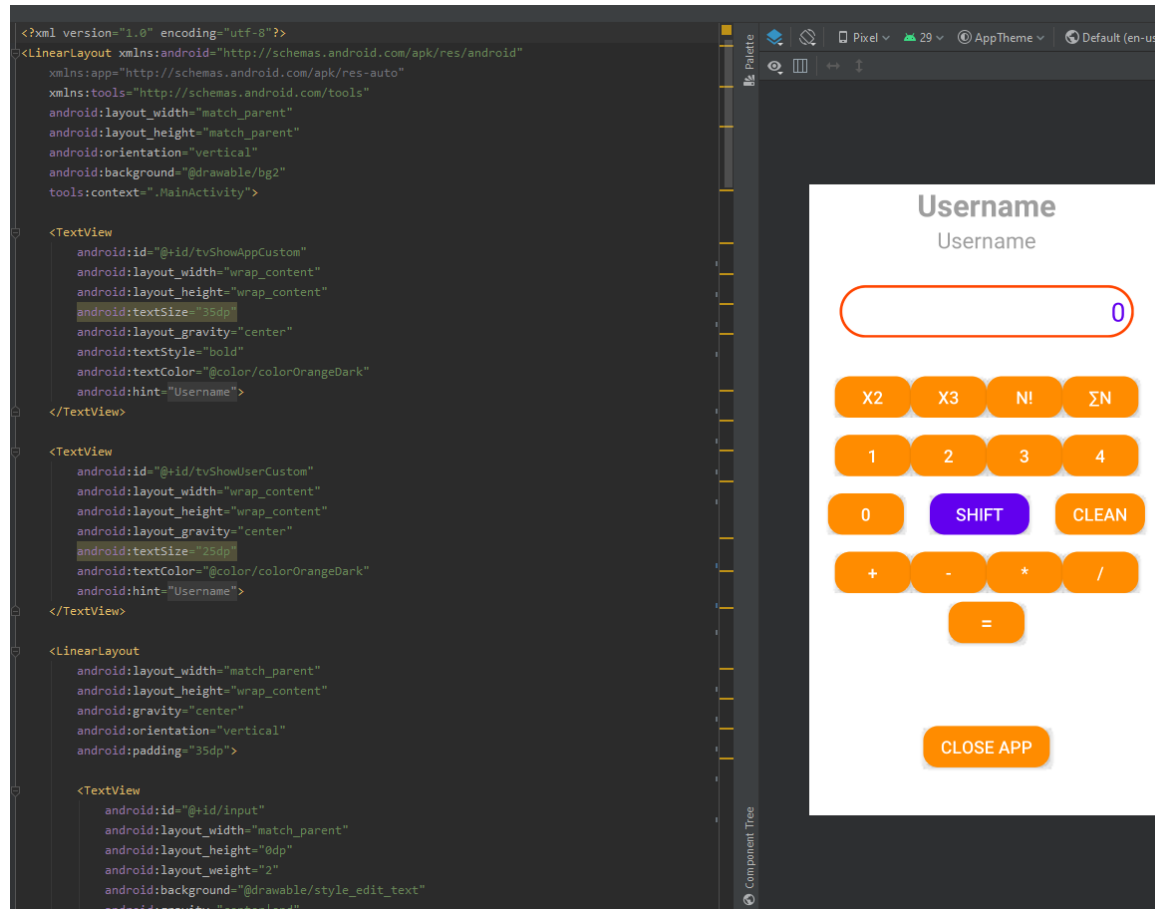 <?xml version="1.0" encoding="utf-8"?>
<LinearLayout xmlns:android="http://schemas.android.com/apk/res/android"
xmlns:app="http://schemas.android.com/apk/res-auto"
xmlns:tools="http://schemas.android.com/tools"
android:layout_width="match_parent"
android:layout_height="match_parent"
android:orientation="vertical"
android:background="@drawable/bg2"
tools:context=".MainActivity">
<TextView
android:id="@+id/tvShowAppCustom"
android:layout_width="wrap_content"
android:layout_height="wrap_content"
android:textSize="35dp"
android:layout_gravity="center"
android:textStyle="bold"
android:textColor="@color/colorOrangeDark"
android:hint="Username">
</TextView>
<TextView
android:id="@+id/tvShowUserCustom"
android:layout_width="wrap_content"
android:layout_height="wrap_content"
android:layout_gravity="center"
android:textSize="25dp"
android:textColor="@color/colorOrangeDark"
android:hint="Username">
</TextView>
<LinearLayout
android:layout_width="match_parent"
android:layout_height="wrap_content"
android:gravity="center"
android:orientation="vertical"
android:padding="35dp">
<TextView
android:id="@+id/input"
android:layout_width="match_parent"
android:layout_height="0dp"
android:layout_weight="2"
android:background="@drawable/style_edit_text"
Palette
Component Tree
Pixel 29 AppTheme Default (en-us
Username
Username
0
X2 X3 N! ∑N
1 2 3 4
0 SHIFT CLEAN
+ - * /
=
CLOSE APP